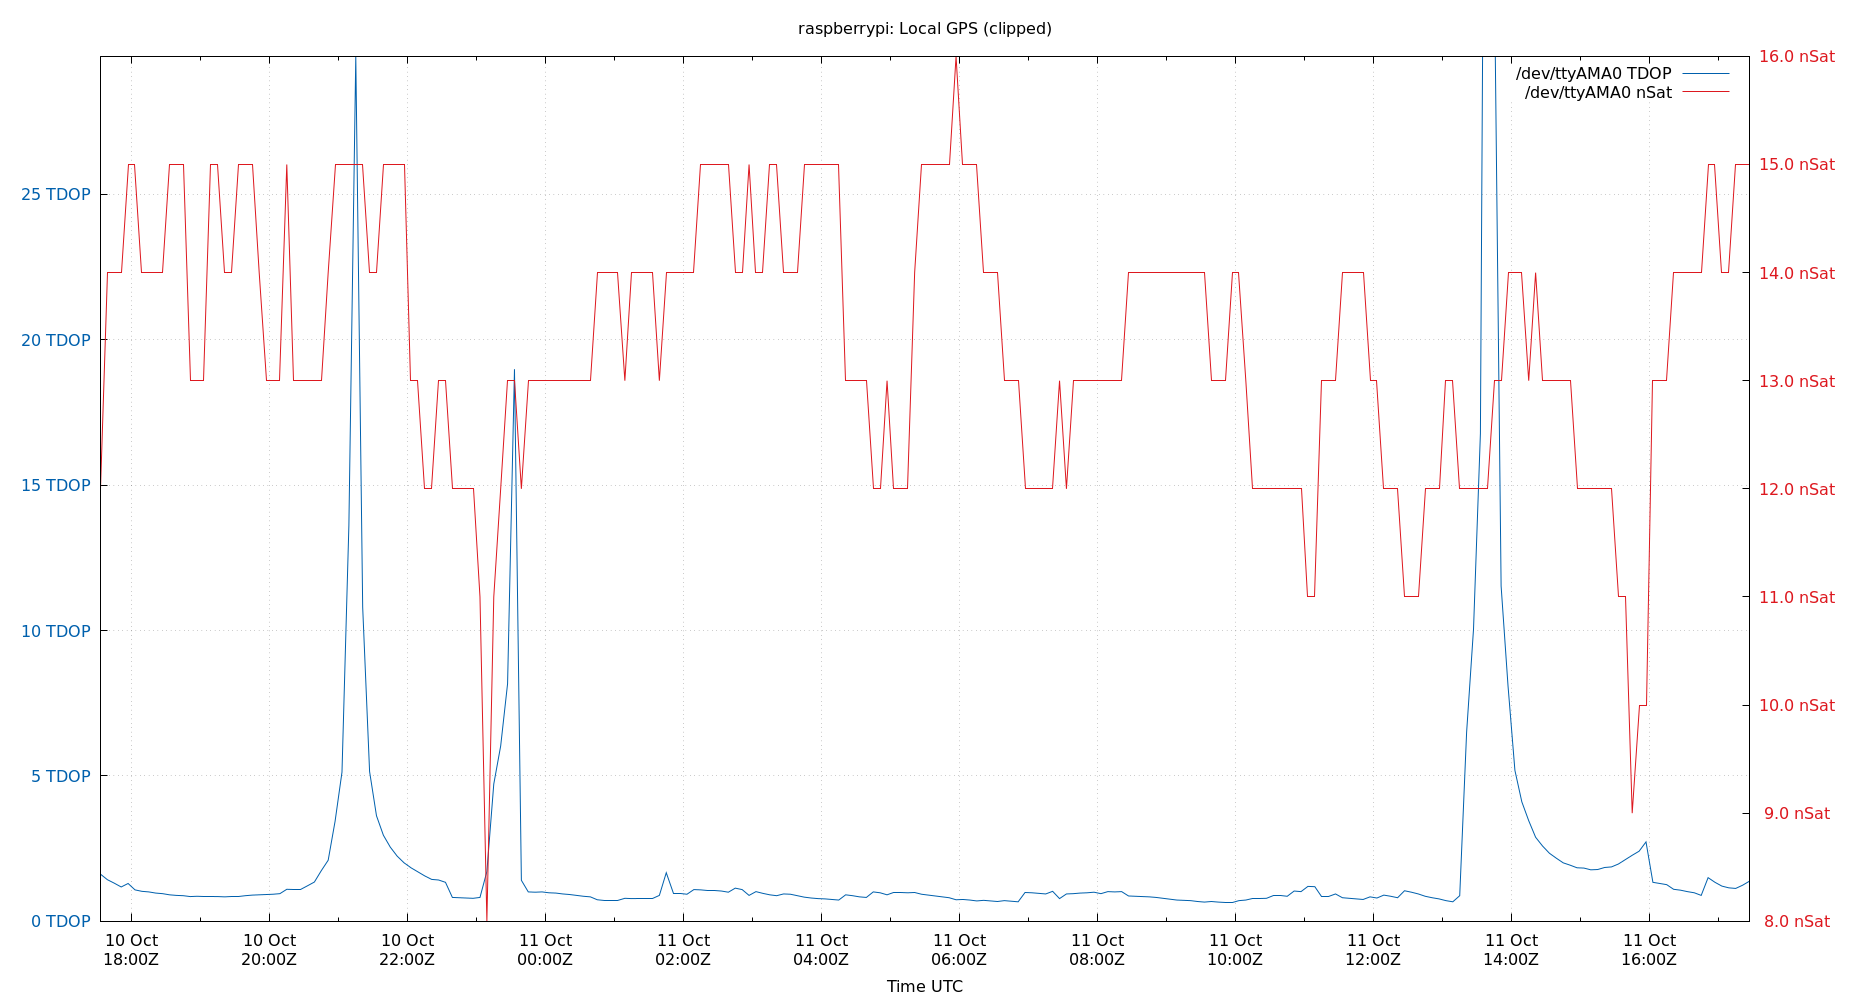 raspberrypi: Local GPS (clipped)
/dev/ttyAMA0 TDOP
/dev/ttyAMA0 nSat
25 TDOP
20 TDOP
15 TDOP
10 TDOP
5 TDOP
0 TDOP
16.0 nSat
15.0 nSat
14.0 nSat
13.0 nSat
12.0 nSat
11.0 nSat
10.0 nSat
9.0 nSat
8.0 nSat
10 Oct
18:00Z
10 Oct
20:00Z
10 Oct
22:00Z
11 Oct
00:00Z
11 Oct
02:00Z
11 Oct
04:00Z
11 Oct
06:00Z
11 Oct
08:00Z
11 Oct
10:00Z
11 Oct
12:00Z
11 Oct
14:00Z
11 Oct
16:00Z
Time UTC